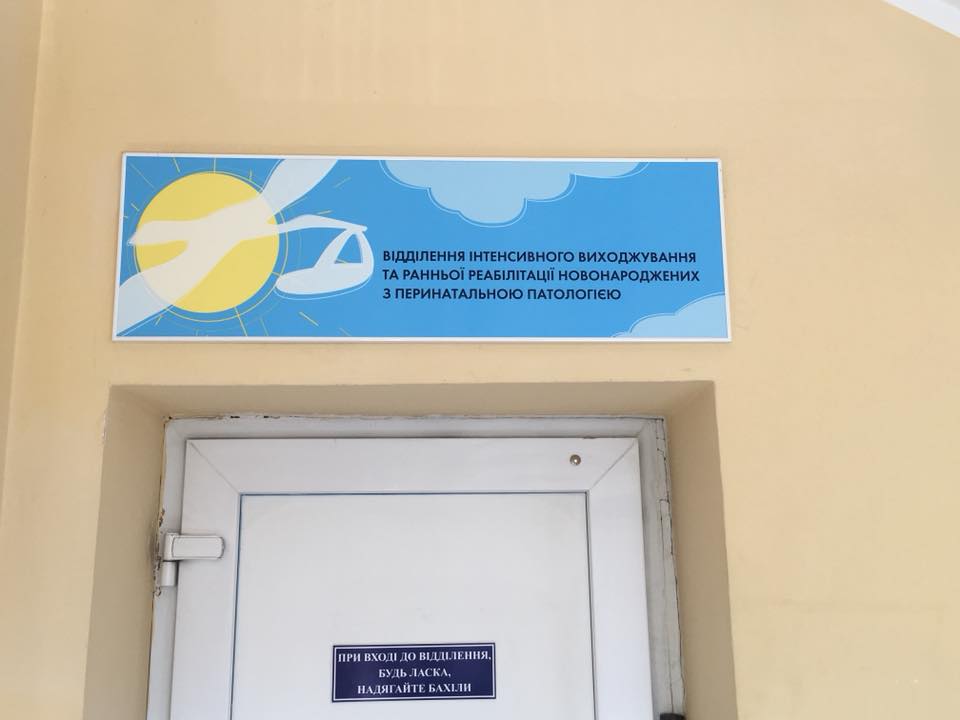 ВІДДІЛЕННЯ ІНТЕНСИВНОГО ВИХОДЖУВАННЯ
ТА РАННЬОЇ РЕАБІЛІТАЦІЇ НОВОНАРОДЖЕНИХ
З ПЕРИНАТАЛЬНОЮ ПАТОЛОГІЄЮ
ПРИ ВХОДІ ДО ВІДДІЛЕННЯ,
БУДЬ ЛАСКА,
НАДЯГАЙТЕ БАХІЛИ